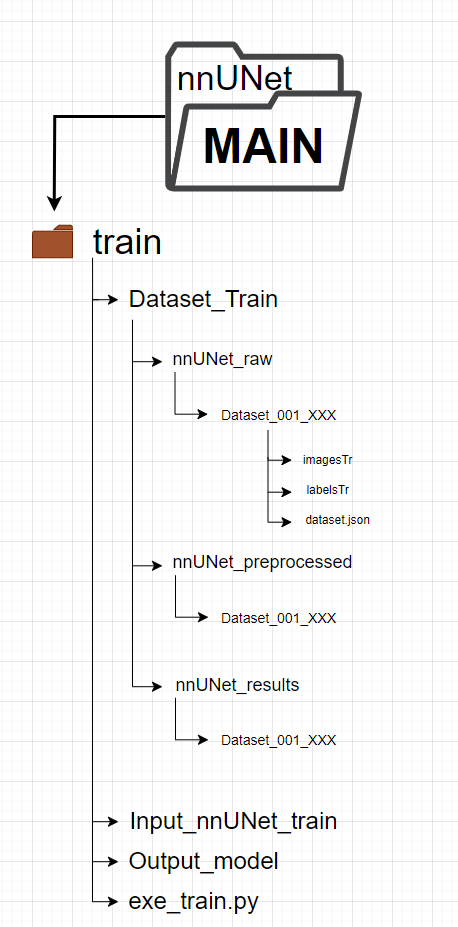 nnUNet
MAIN
train
Dataset_Train
nnUNet_raw
Dataset_001_XXX
imagesTr
labelsTr
dataset.json
nnUNet_preprocessed
Dataset_001_XXX
nnUNet_results
Dataset_001_XXX
Input_nnUNet_train
Output_model
exe_train.py